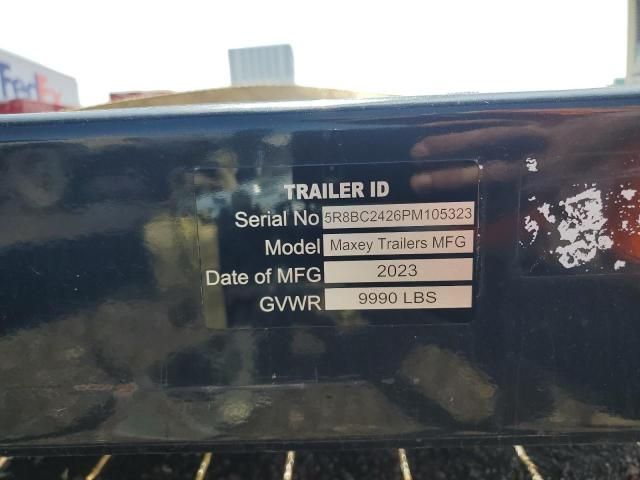 FedEx
TRAILER ID
Serial No 5R8BC2426PM105323
Model Maxey Trailers MFG
Date of MFG 2023
GVWR 9990 LBS